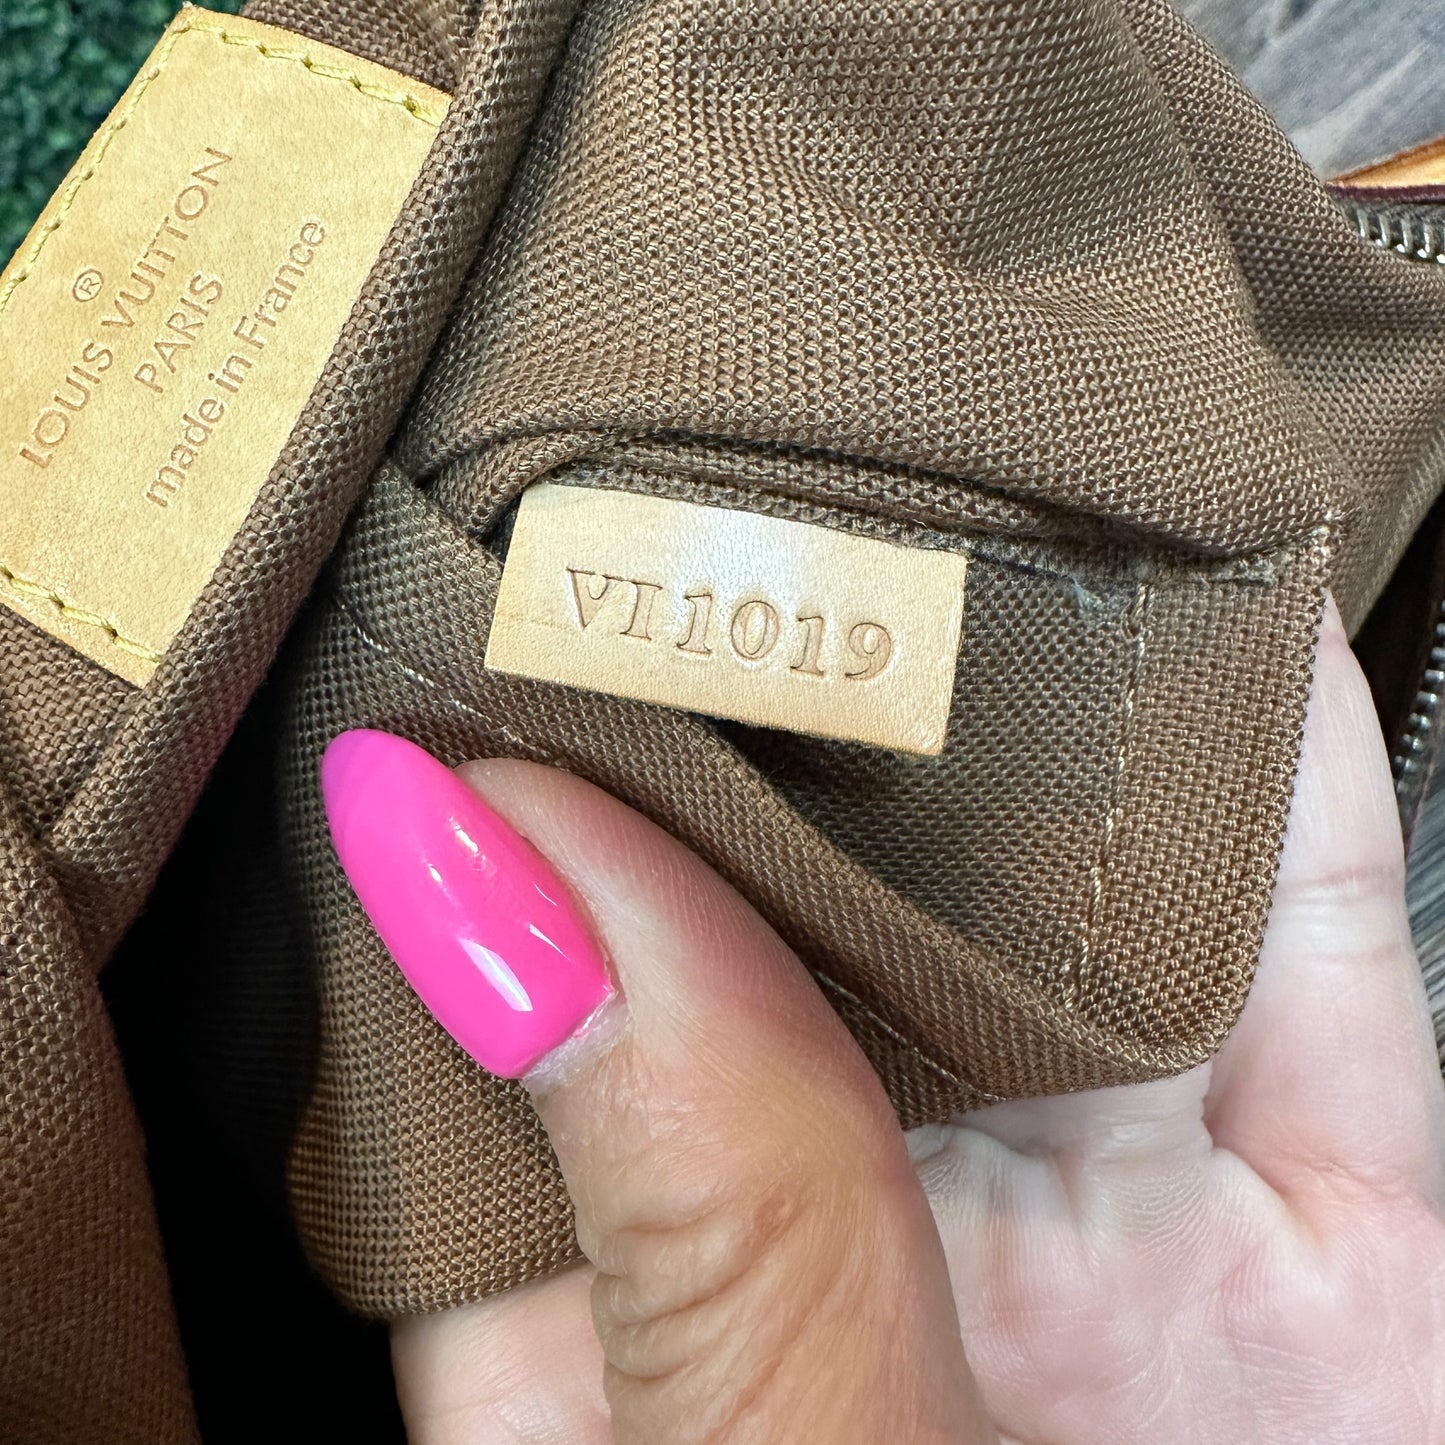 LOUIS VUITTON®
PARIS
made in France
VI1019